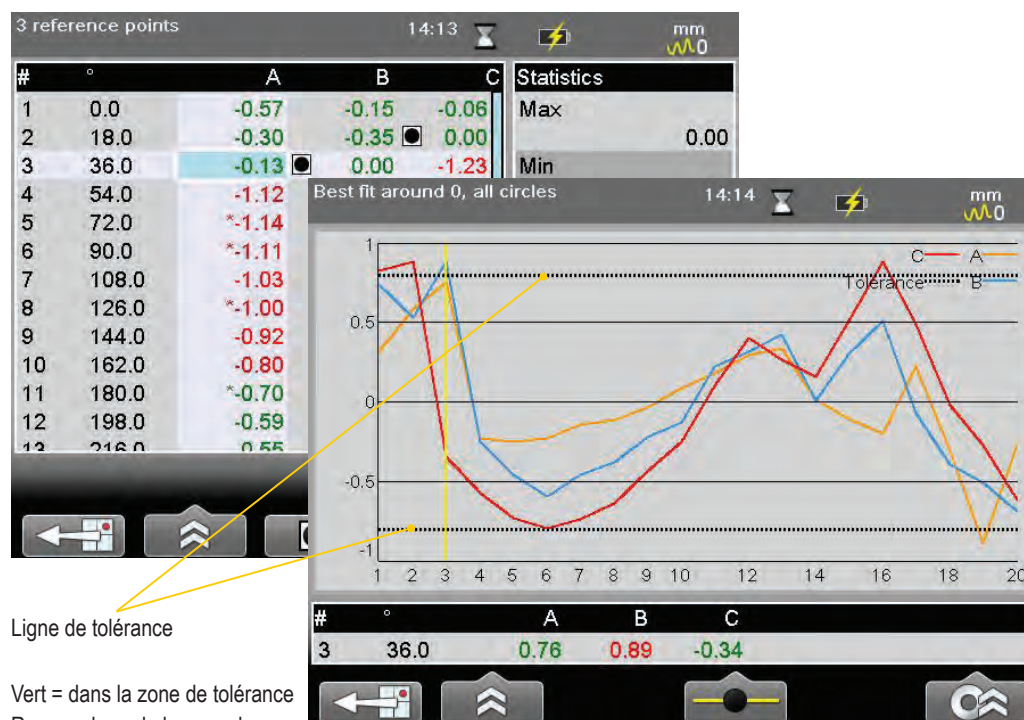 3 reference points 14:13 mm
0
# ° A B C Statistics
1 0.0 -0.57 -0.15 -0.06 Max
2 18.0 -0.30 -0.35 0.00 0.00
3 36.0 -0.13 0.00 -1.23 Min
4 54.0 -1.12
5 72.0 *-1.14
6 90.0 *-1.11
7 108.0 -1.03
8 126.0 *-1.00
9 144.0 -0.92
10 162.0 -0.80
11 180.0 *-0.70
12 198.0 -0.59
13 216.0
Best fit around 0, all circles 14:14 mm
0
1
C A
Tolerance B
0.5
0
-0.5
-1
1 2 3 4 5 6 7 8 9 10 12 14 16 18 20
# ° A B C
3 36.0 0.76 0.89 -0.34
Ligne de tolérance
Vert = dans la zone de tolérance